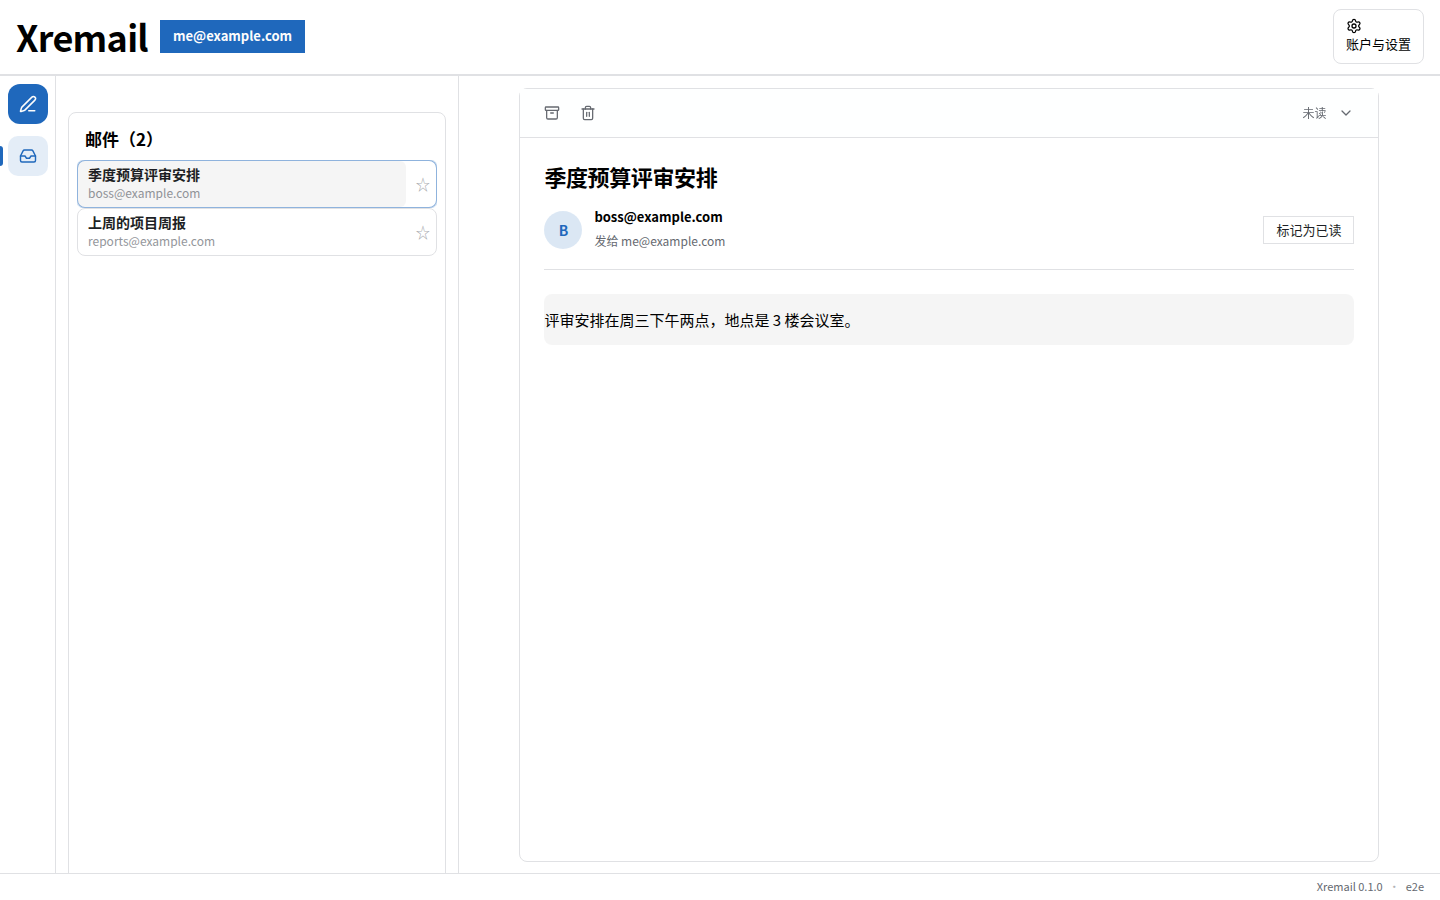 Xremail
me@example.com
账户与设置
邮件（2）
季度预算评审安排
boss@example.com
上周的项目周报
reports@example.com
未读
季度预算评审安排
B
boss@example.com
发给 me@example.com
标记为已读
评审安排在周三下午两点，地点是 3 楼会议室。
Xremail 0.1.0 · e2e